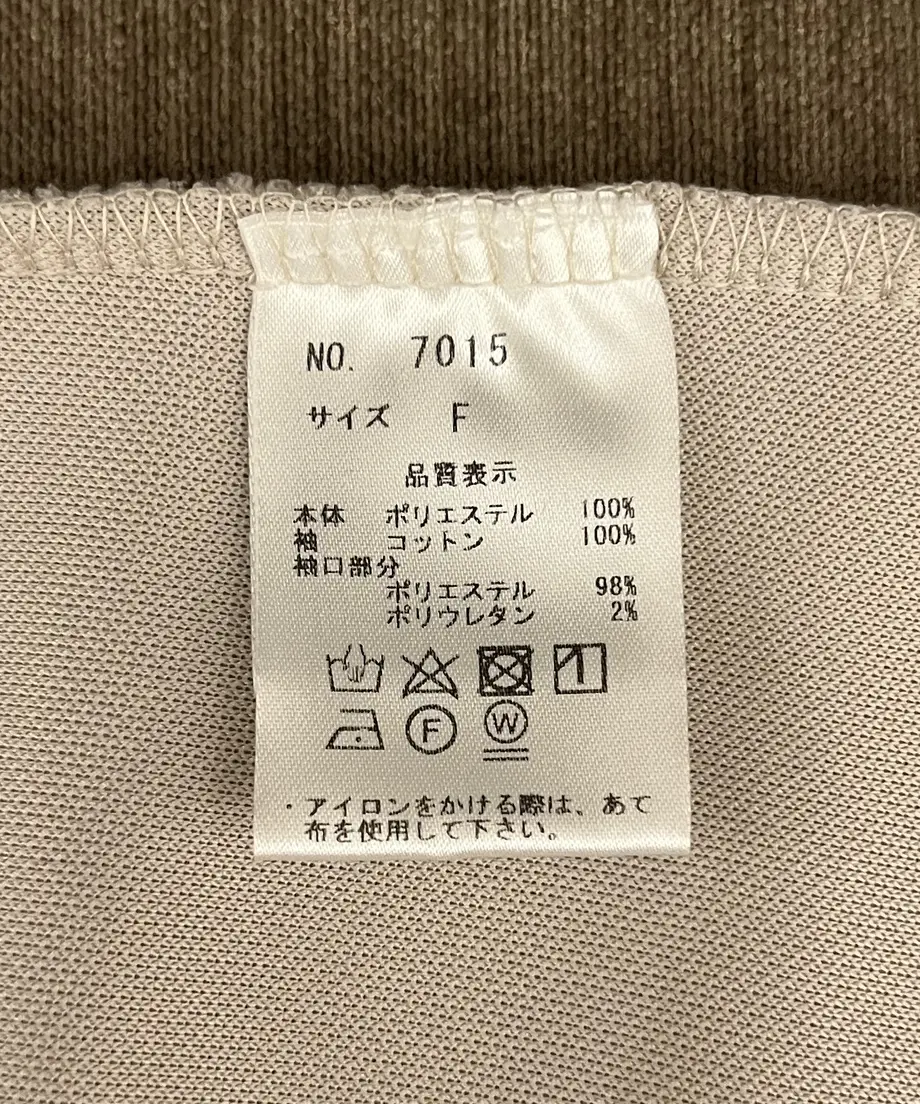 NO. 7015
サイズ F
品質表示
本体 ポリエステル 100%
袖 コットン 100%
袖口部分
ポリエステル 98%
ポリウレタン 2%
F W
・アイロンをかける際は、あて
布を使用して下さい。